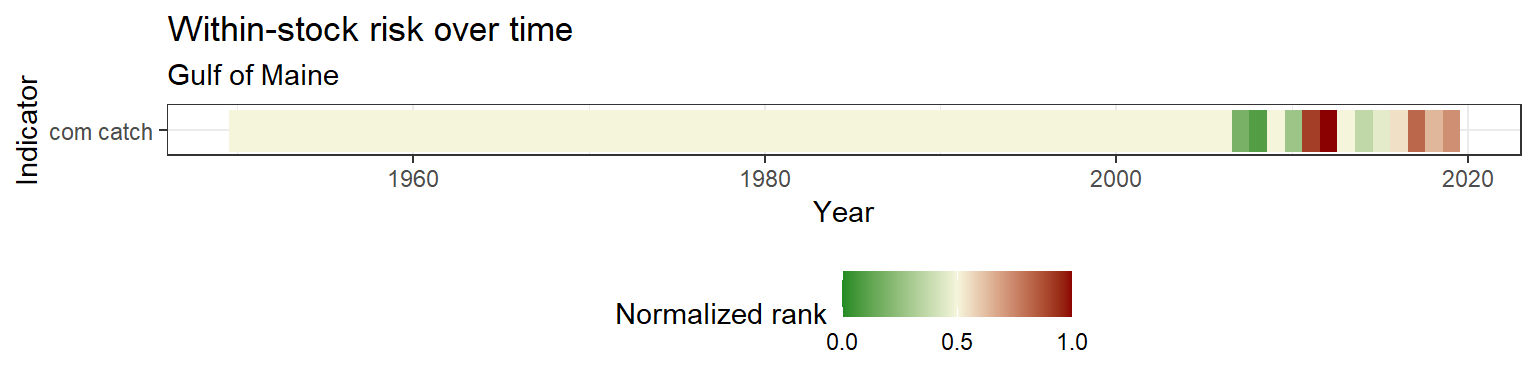 Within-stock risk over time
Gulf of Maine
Indicator
com catch
1960 1980 2000 2020
Year
Normalized rank
0.0 0.5 1.0